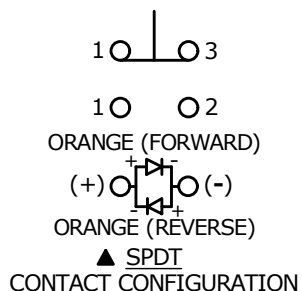 1 3
1 2
ORANGE (FORWARD)
+ -
(+) (-)
- +
ORANGE (REVERSE)
▲ SPDT
CONTACT CONFIGURATION